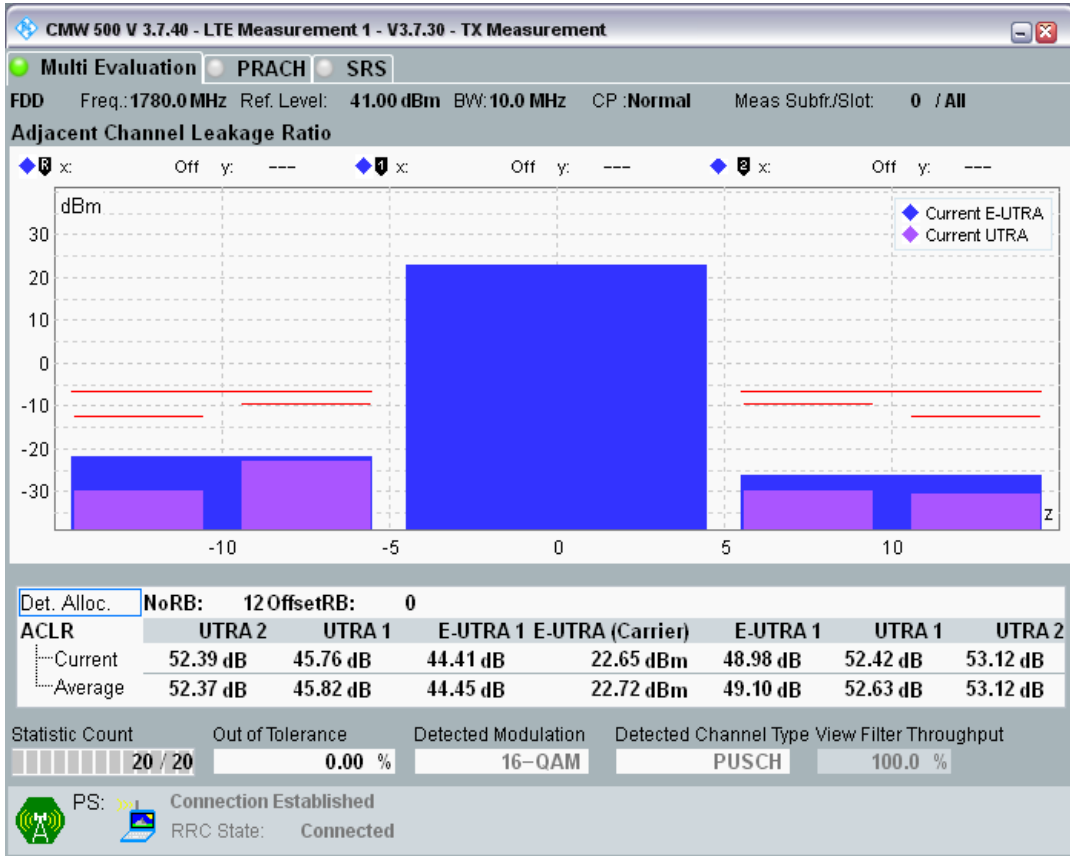 CMW 500 V 3.7.40 - LTE Measurement 1 - V3.7.30 - TX Measurement
Multi Evaluation PRACH SRS
FDD Freq.: 1780.0 MHz Ref. Level: 41.00 dBm BW: 10.0 MHz CP : Normal Meas Subfr./Slot: 0 / All
Adjacent Channel Leakage Ratio
R x: Off y: --- 1 x: Off y: --- 2 x: Off y: ---
dBm
Current E-UTRA
Current UTRA
30
20
10
0
-10
-20
-30
z
-10 -5 0 5 10
Det. Alloc. NoRB: 12 OffsetRB: 0
ACLR UTRA 2 UTRA 1 E-UTRA 1 E-UTRA (Carrier) E-UTRA 1 UTRA 1 UTRA 2
Current 52.39 dB 45.76 dB 44.41 dB 22.65 dBm 48.98 dB 52.42 dB 53.12 dB
Average 52.37 dB 45.82 dB 44.45 dB 22.72 dBm 49.10 dB 52.63 dB 53.12 dB
Statistic Count Out of Tolerance Detected Modulation Detected Channel Type View Filter Throughput
20 / 20 0.00 % 16-QAM PUSCH 100.0 %
PS: Connection Established
RRC State: Connected